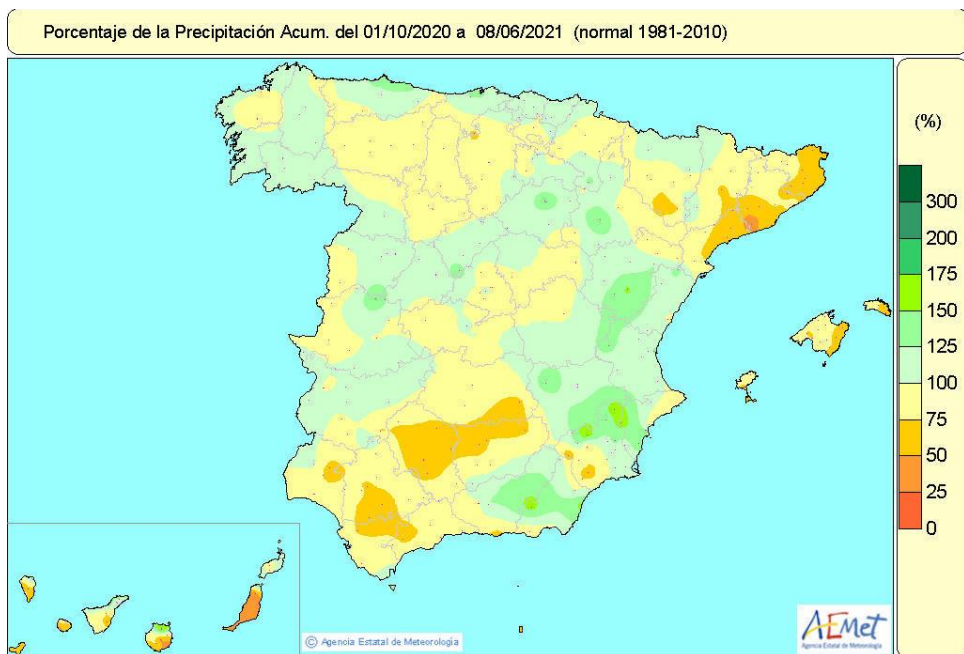 Porcentaje de la Precipitación Acum. del 01/10/2020 a 08/06/2021 (normal 1981-2010)
(%)
300
200
175
150
125
100
75
50
25
0
© Agencia Estatal de Meteorología
AEMet
Agencia Estatal de Meteorología